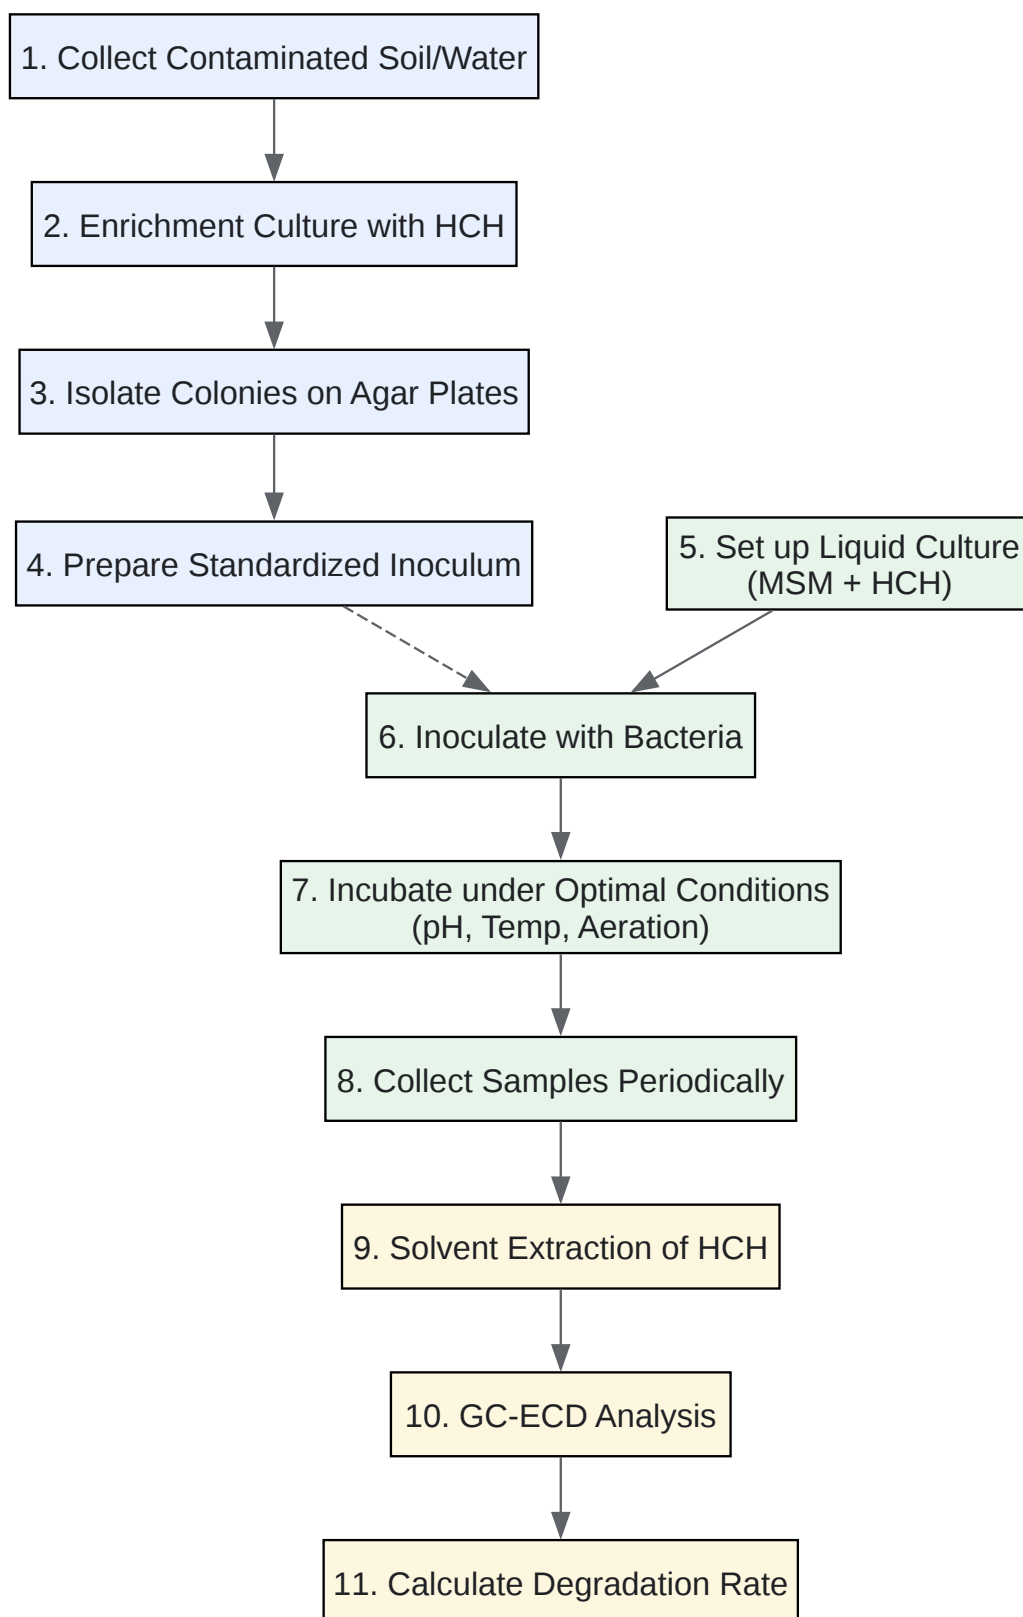 1. Collect Contaminated Soil/Water
2. Enrichment Culture with HCH
3. Isolate Colonies on Agar Plates
4. Prepare Standardized Inoculum
5. Set up Liquid Culture
(MSM + HCH)
6. Inoculate with Bacteria
7. Incubate under Optimal Conditions
(pH, Temp, Aeration)
8. Collect Samples Periodically
9. Solvent Extraction of HCH
10. GC-ECD Analysis
11. Calculate Degradation Rate